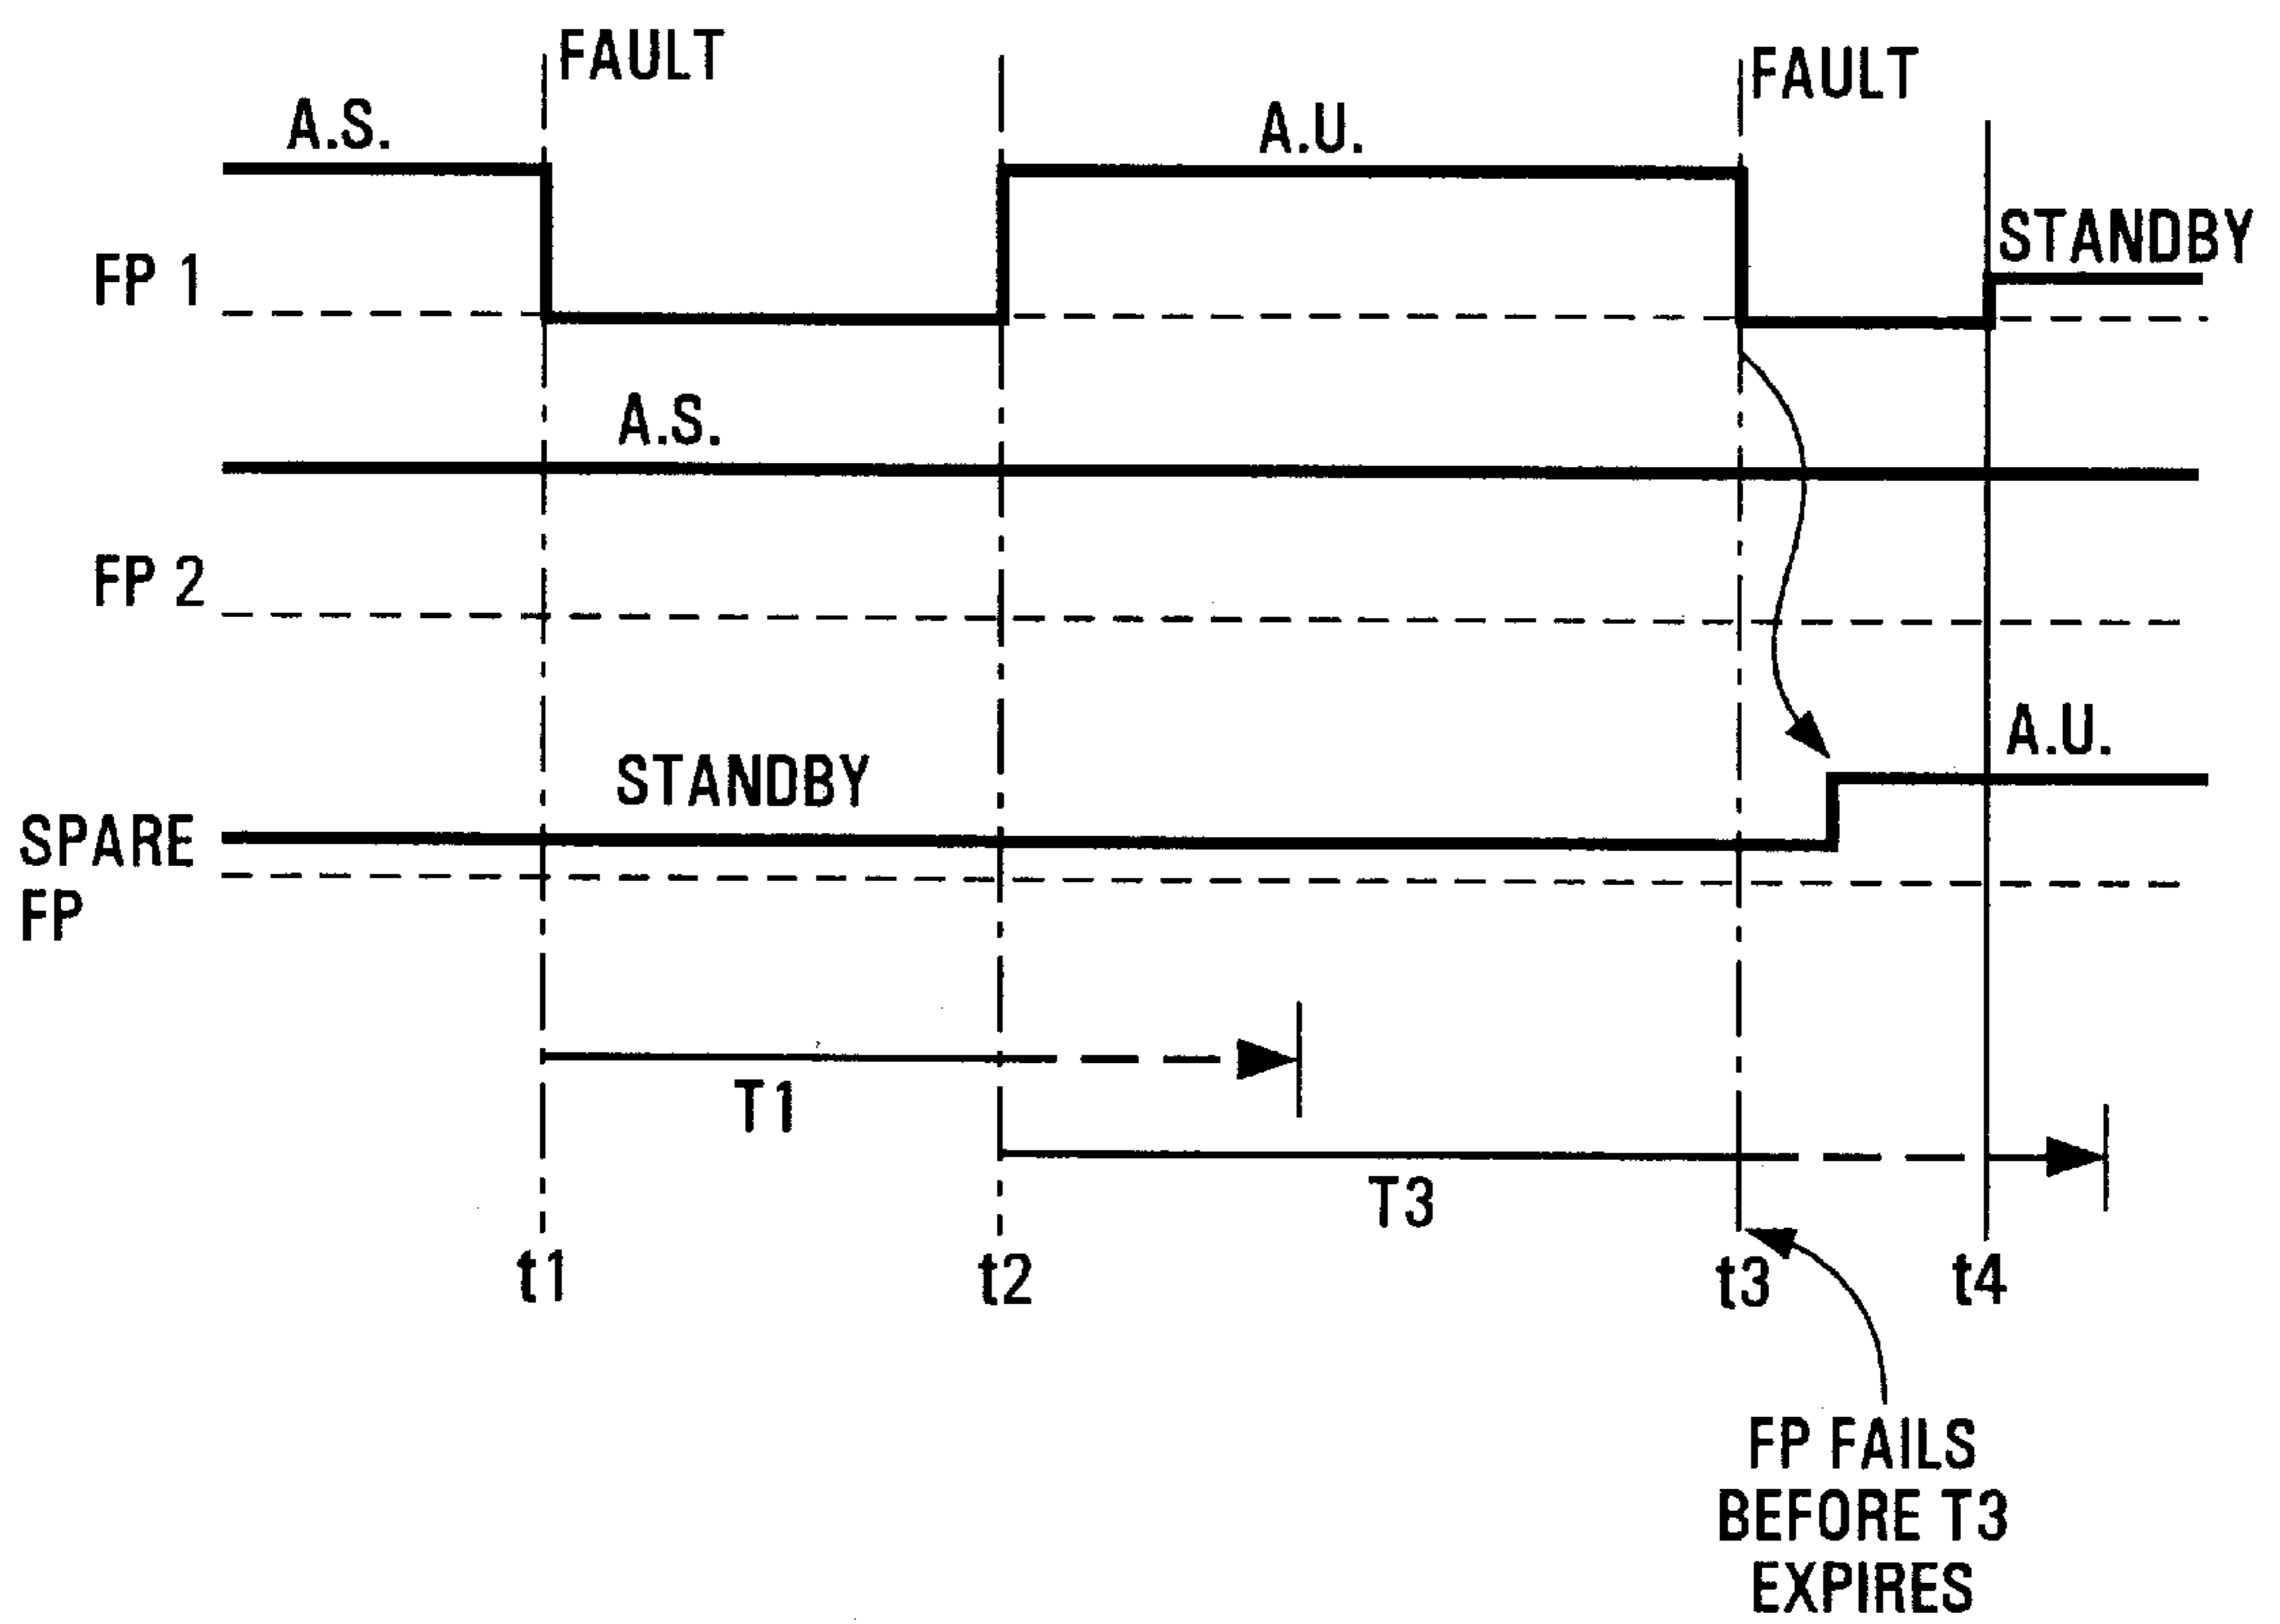 FAULT
FAULT
A.S.
A.U.
STANDBY
FP 1
A.S.
FP 2
A.U.
STANDBY
SPARE
FP
T1
T3
t1
t2
t3
t4
FP FAILS
BEFORE T3
EXPIRES